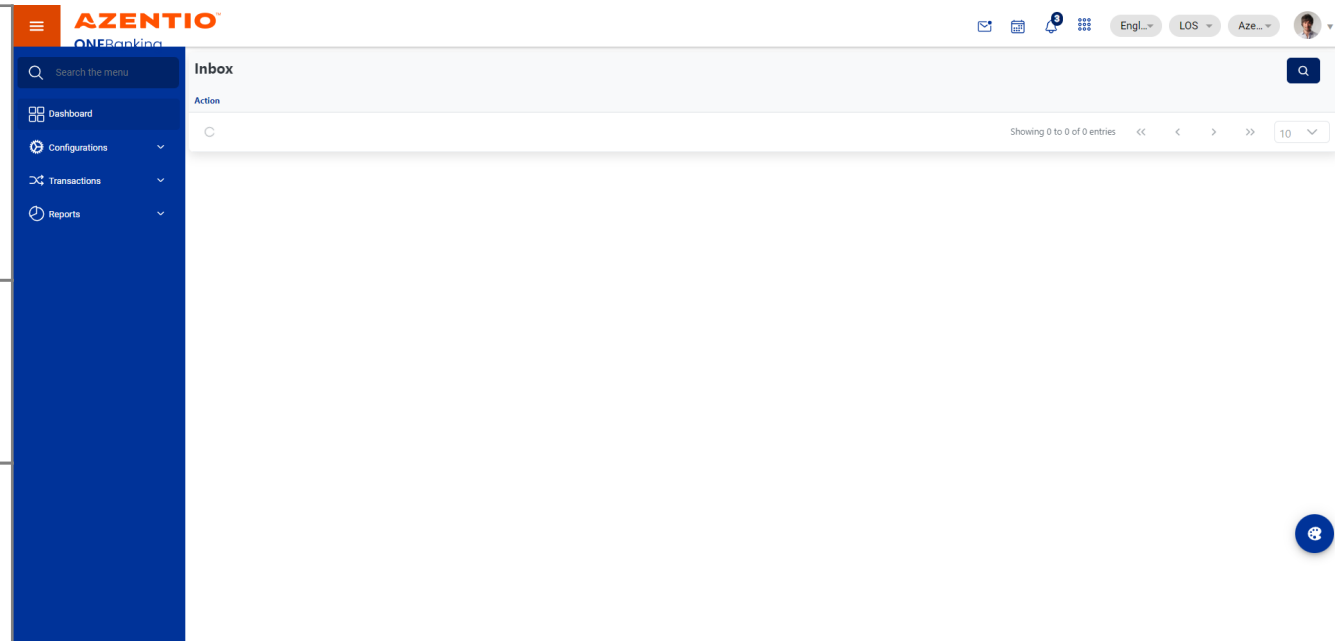 AZENTIO™
ONEBanking
3
Engl...
LOS
Aze...
Search the menu
Inbox
Dashboard
Action
Configurations
Showing 0 to 0 of 0 entries
10
Transactions
Reports